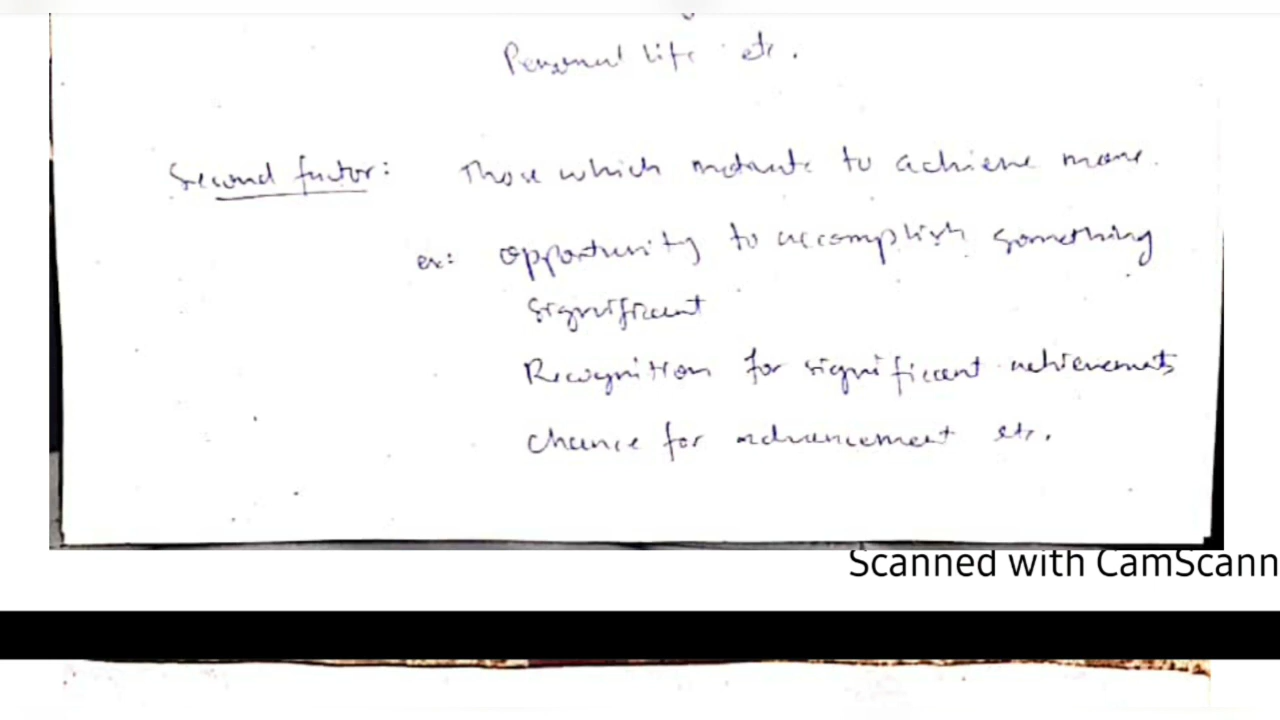 Personal life etc.
Second factor: Those which motivate to achieve more.
ex: opportunity to accomplish something
significant
Recognition for significant achievements
Chance for advancement etc.
Scanned with CamScann